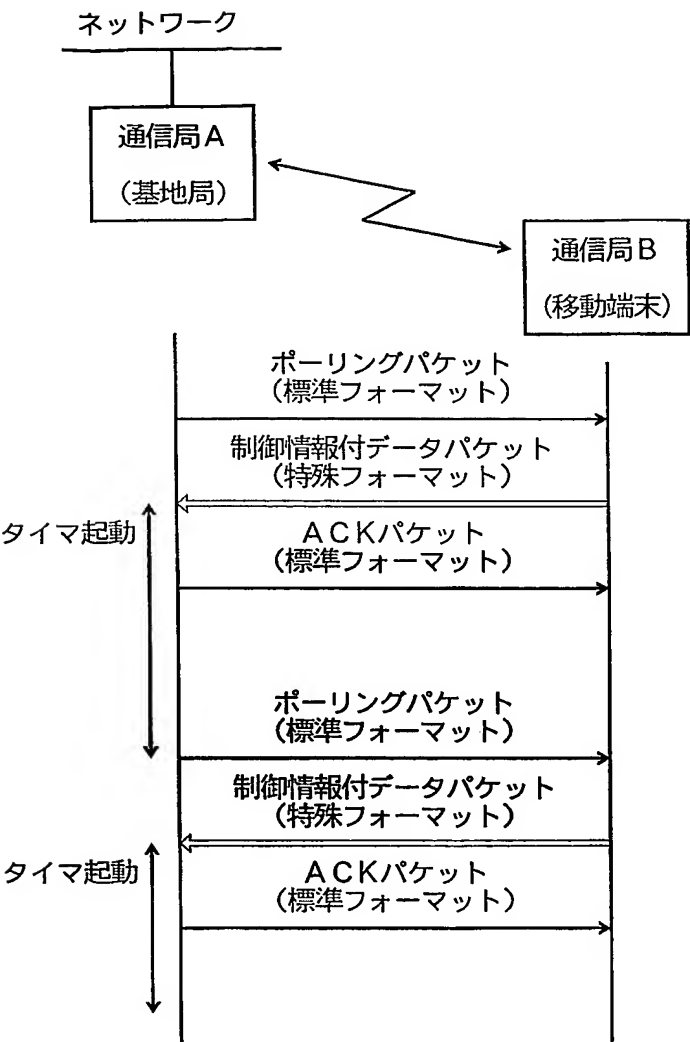 ネットワーク
通信局A
(基地局)
通信局B
(移動端末)
ポーリングパケット
(標準フォーマット)
制御情報付データパケット
(特殊フォーマット)
タイマ起動
ACKパケット
(標準フォーマット)
ポーリングパケット
(標準フォーマット)
制御情報付データパケット
(特殊フォーマット)
タイマ起動
ACKパケット
(標準フォーマット)